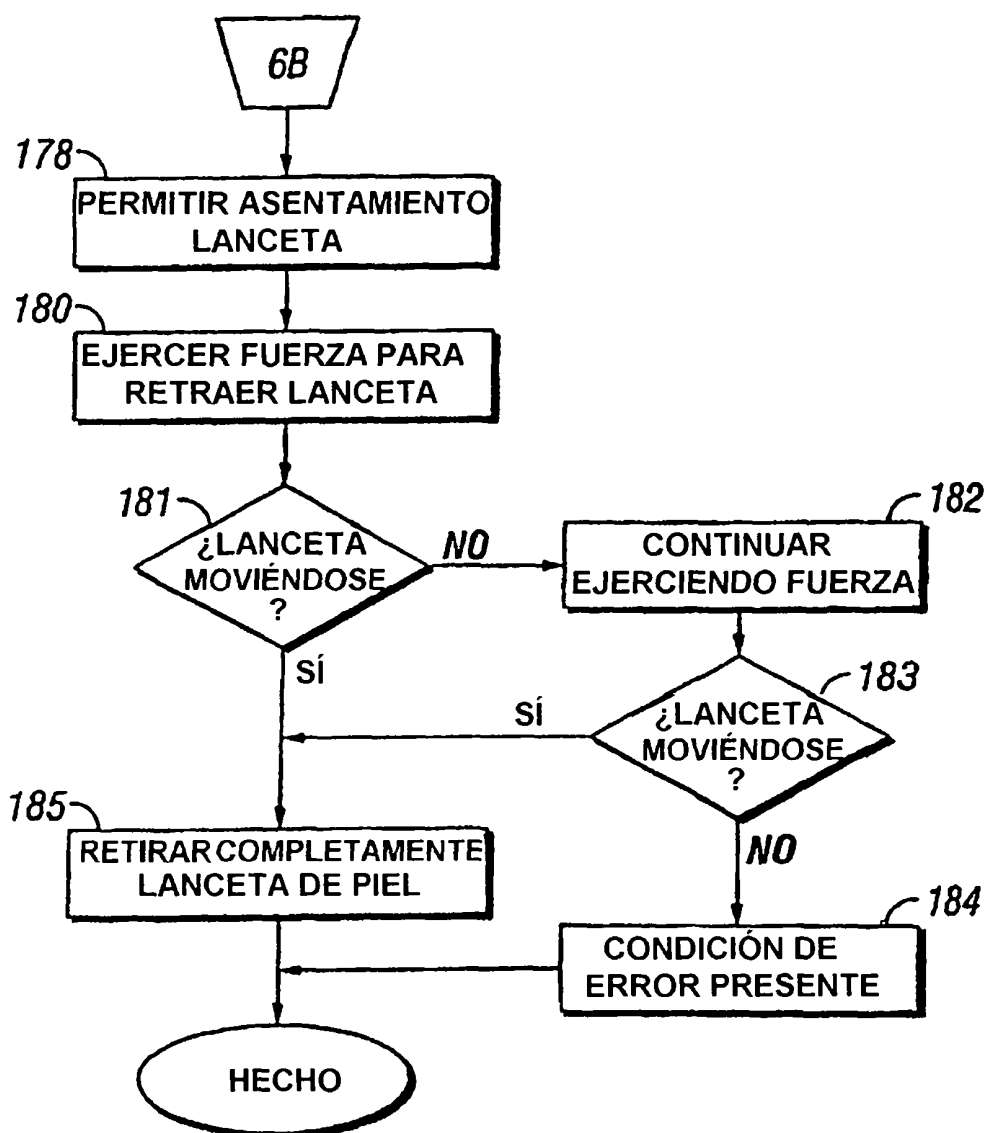 6B
178
PERMITIR ASENTAMIENTO
LANCETA
180
EJERCER FUERZA PARA
RETRAER LANCETA
181
¿LANCETA
MOVIÉNDOSE
?
NO
182
CONTINUAR
EJERCIENDO FUERZA
SÍ
183
¿LANCETA
MOVIÉNDOSE
?
SÍ
NO
185
RETIRAR COMPLETAMENTE
LANCETA DE PIEL
184
CONDICIÓN DE
ERROR PRESENTE
HECHO